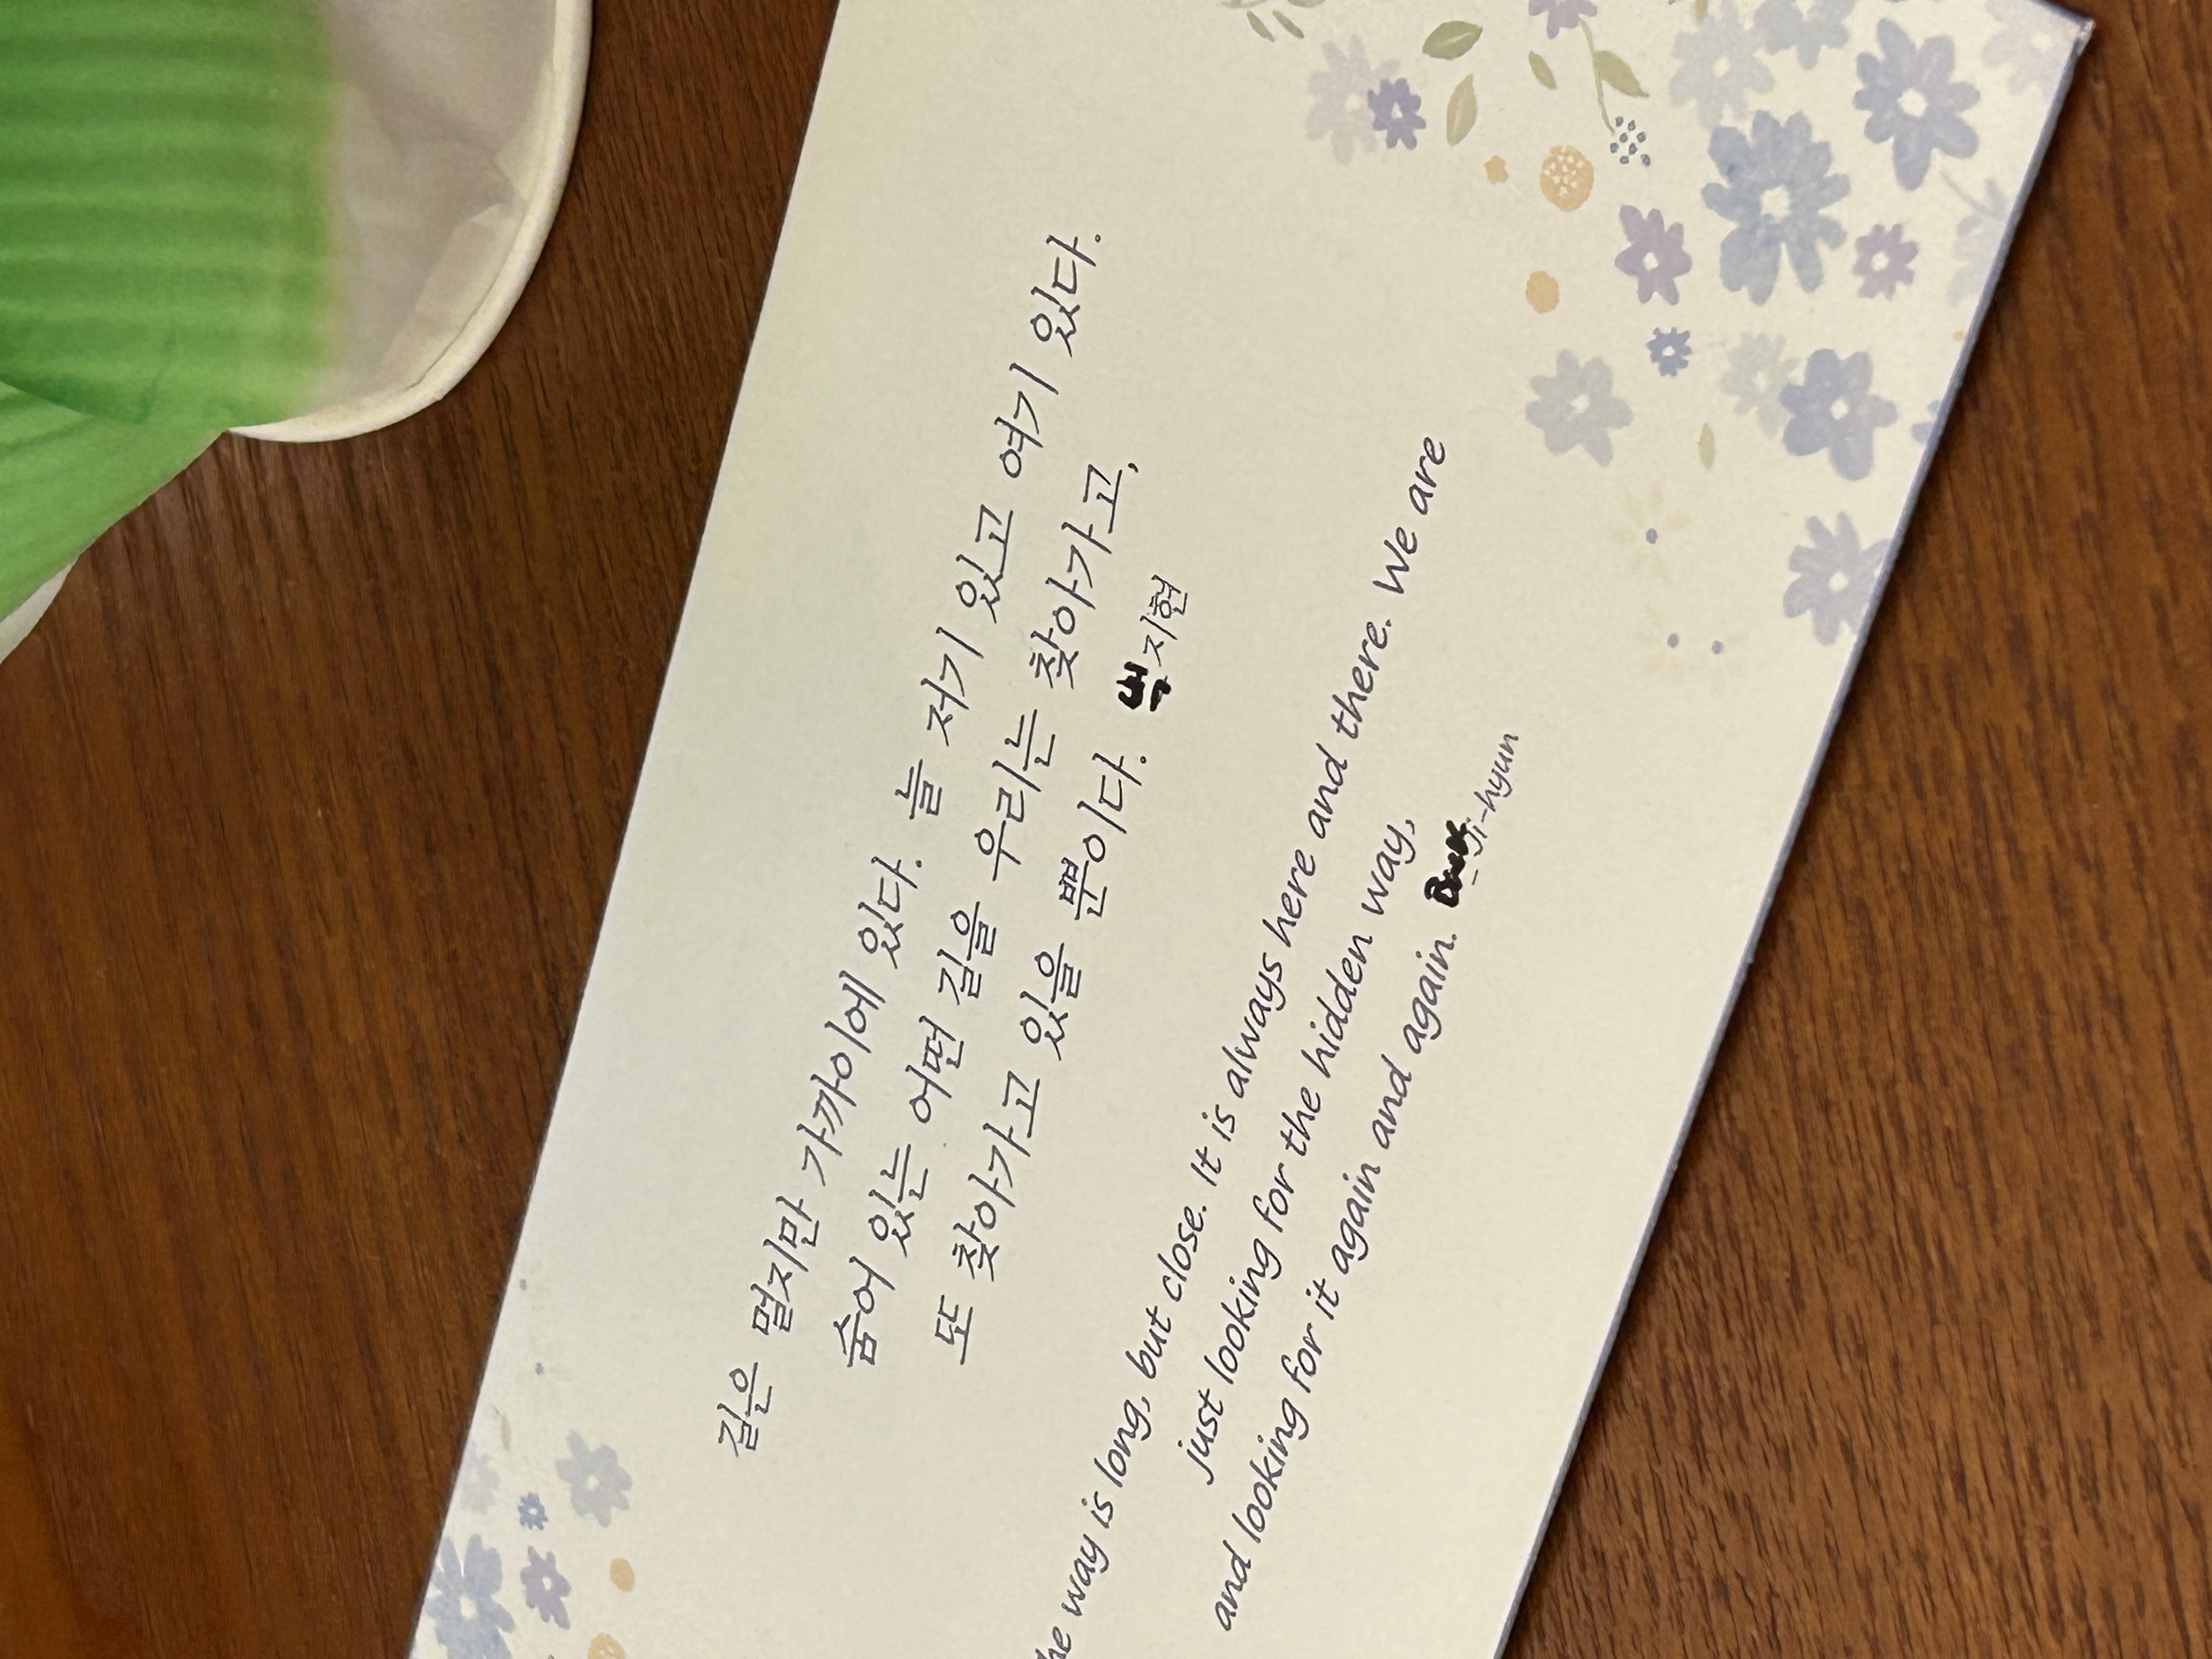 길은 멀지만 가까이에 있다. 늘 저기 있고 여기 있다.
숨어 있는 어떤 길을 우리는 찾아가고,
또 찾아가고 있을 뿐이다. 지현
he way is long, but close. It is always here and there. We are
just looking for the hidden way,
and looking for it again and again. Ji-hyun